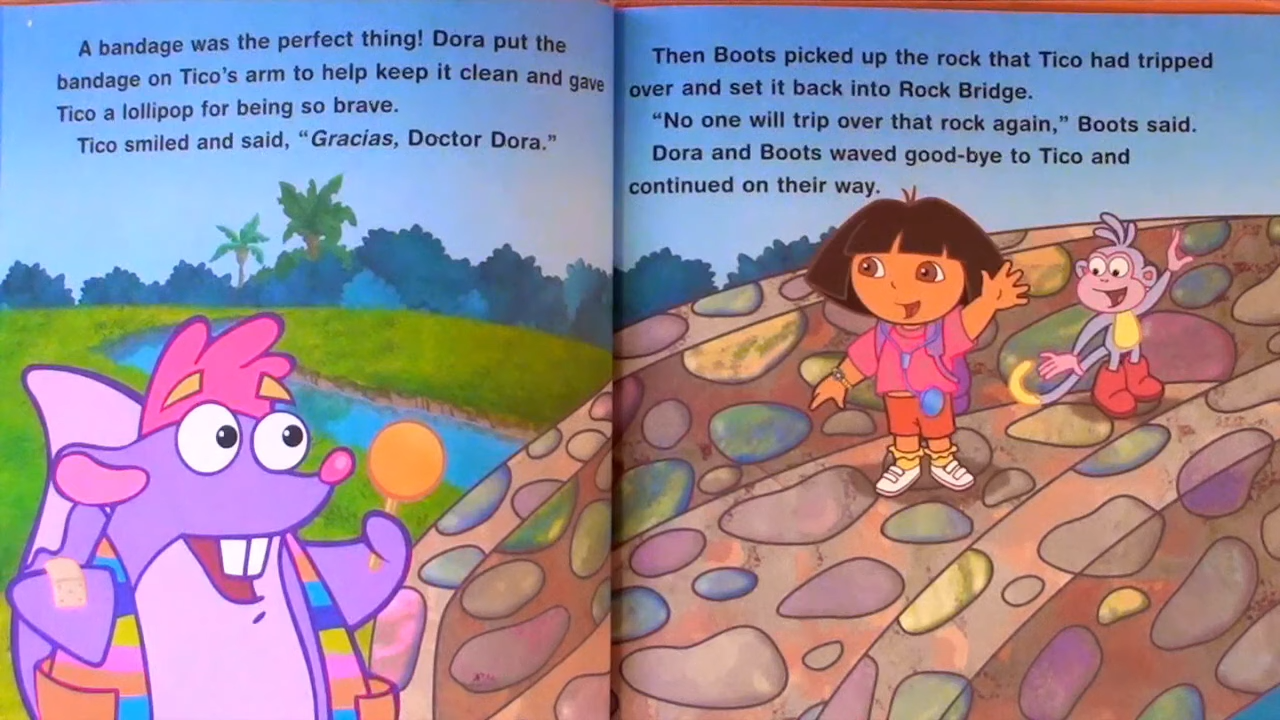 A bandage was the perfect thing! Dora put the
bandage on Tico's arm to help keep it clean and gave
Tico a lollipop for being so brave.
Tico smiled and said, “Gracias, Doctor Dora.”
Then Boots picked up the rock that Tico had tripped
over and set it back into Rock Bridge.
“No one will trip over that rock again,” Boots said.
Dora and Boots waved good-bye to Tico and
continued on their way.